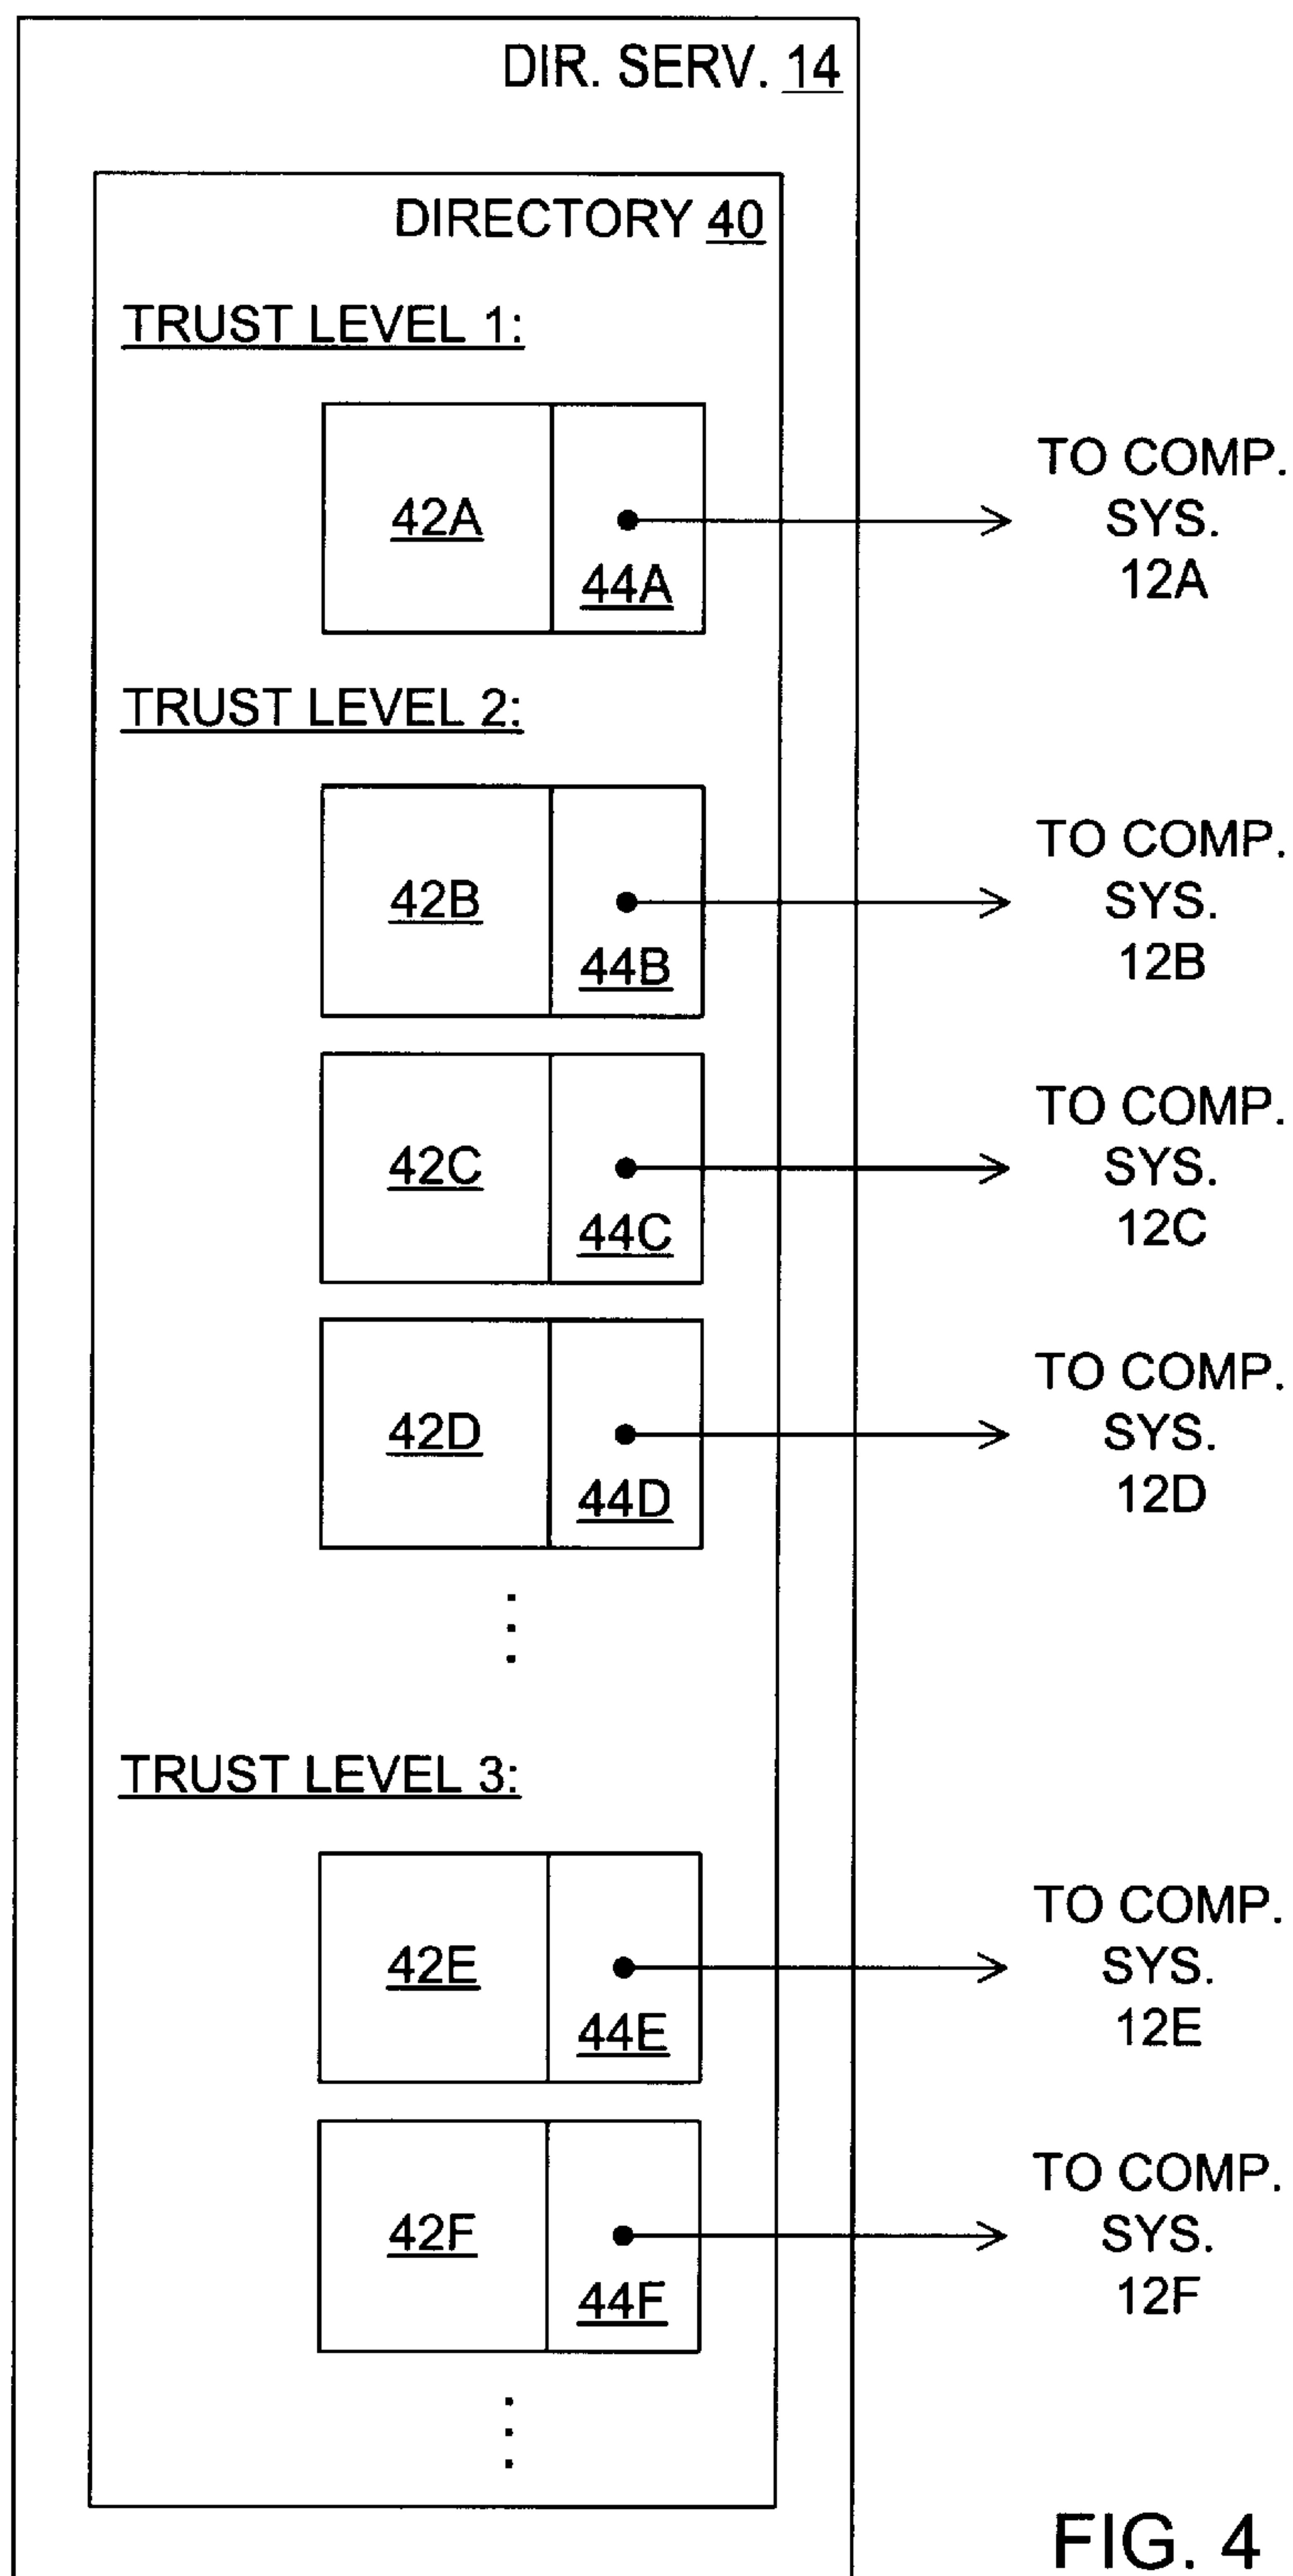 DIR. SERV. 14
DIRECTORY 40
TRUST LEVEL 1:
42A
44A
TO COMP.
SYS.
12A
TRUST LEVEL 2:
42B
44B
TO COMP.
SYS.
12B
42C
44C
TO COMP.
SYS.
12C
42D
44D
TO COMP.
SYS.
12D
TRUST LEVEL 3:
42E
44E
TO COMP.
SYS.
12E
42F
44F
TO COMP.
SYS.
12F
FIG. 4